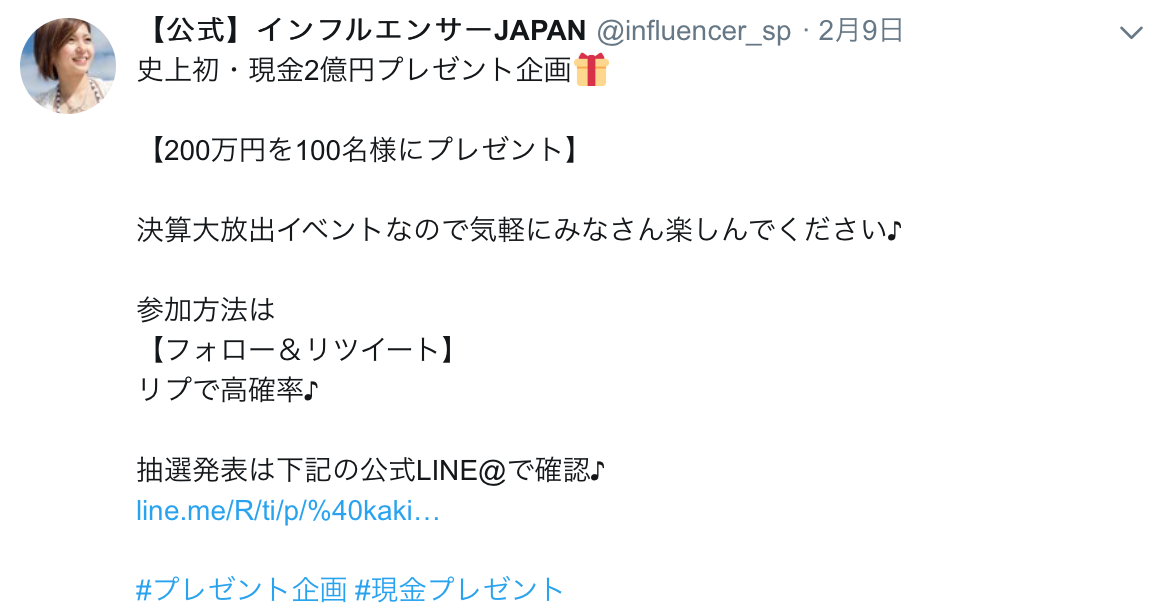 【公式】インフルエンサーJAPAN @influencer_sp · 2月9日
史上初・現金2億円プレゼント企画🎁
【200万円を100名様にプレゼント】
決算大放出イベントなので気軽にみなさん楽しんでください♪
参加方法は
【フォロー＆リツイート】
リプで高確率♪
抽選発表は下記の公式LINE@で確認♪
line.me/R/ti/p/%40kaki…
#プレゼント企画 #現金プレゼント